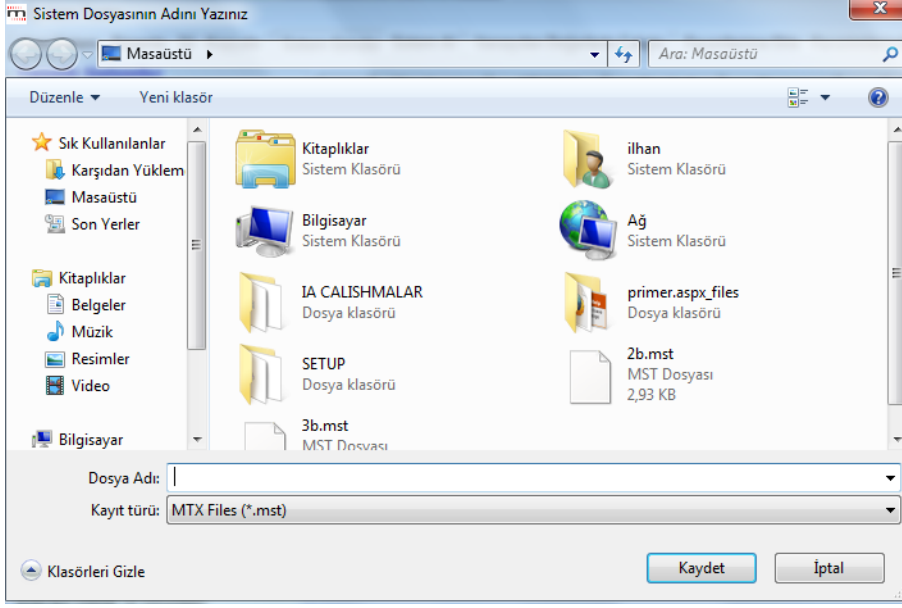 Sistem Dosyasının Adını Yazınız
Masaüstü
Ara: Masaüstü
Düzenle
Yeni klasör
Sık Kullanılanlar
Karşıdan Yüklem
Masaüstü
Son Yerler
Kitaplıklar
Belgeler
Müzik
Resimler
Video
Bilgisayar
Kitaplıklar
Sistem Klasörü
ilhan
Sistem Klasörü
Bilgisayar
Sistem Klasörü
Ağ
Sistem Klasörü
IA CALISHMALAR
Dosya klasörü
primer.aspx_files
Dosya klasörü
SETUP
Dosya klasörü
2b.mst
MST Dosyası
2,93 KB
3b.mst
MST Dosyası
Dosya Adı:
Kayıt türü: MTX Files (*.mst)
Klasörleri Gizle
Kaydet
İptal